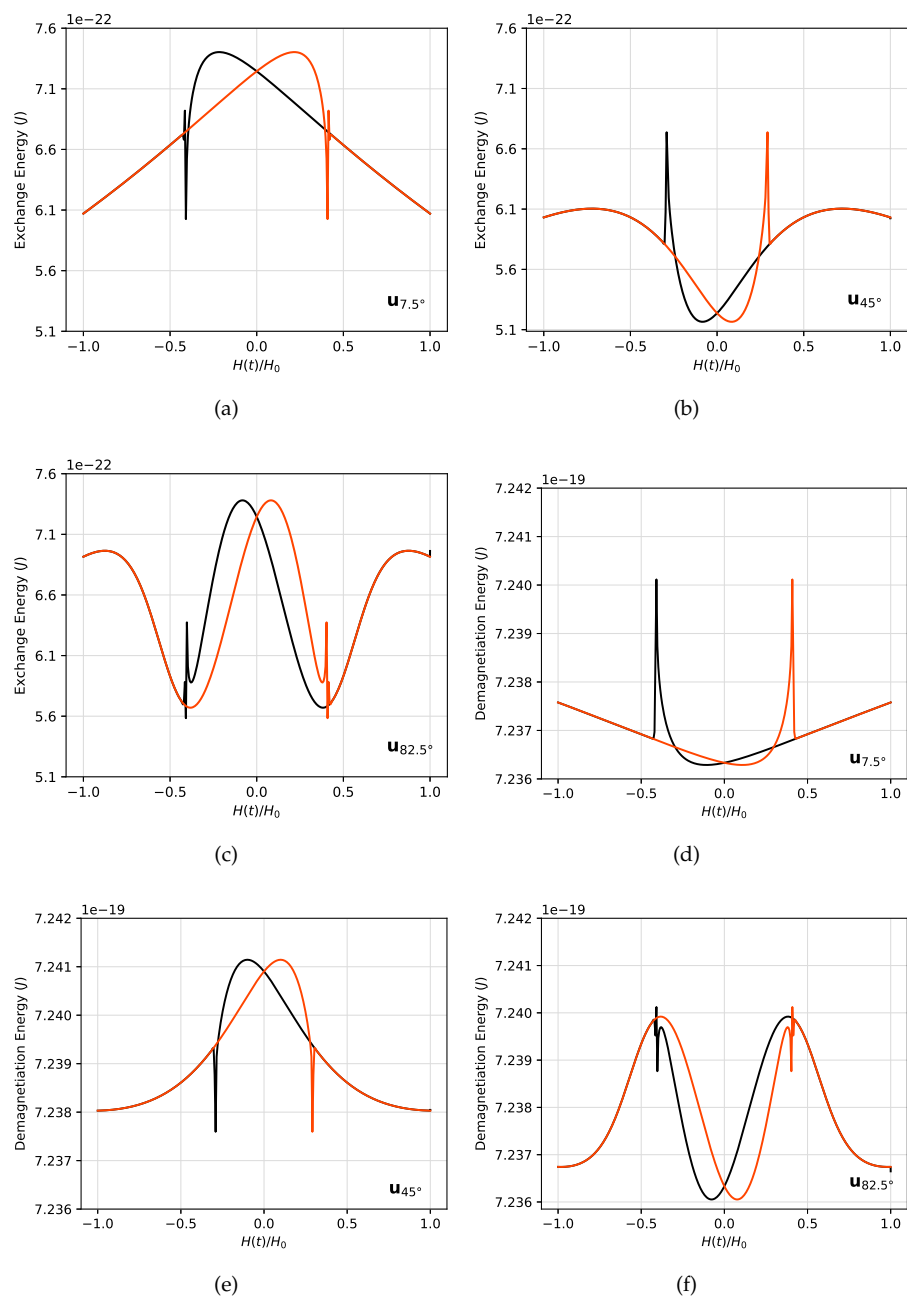 1e−22
7.6
7.1
6.6
6.1
5.6
5.1
Exchange Energy (J)
−1.0 −0.5 0.0 0.5 1.0
H(t)/H₀
u₇.₅°
(a)
1e−22
7.6
7.1
6.6
6.1
5.6
5.1
Exchange Energy (J)
−1.0 −0.5 0.0 0.5 1.0
H(t)/H₀
u₄₅°
(b)
1e−22
7.6
7.1
6.6
6.1
5.6
5.1
Exchange Energy (J)
−1.0 −0.5 0.0 0.5 1.0
H(t)/H₀
u₈₂.₅°
(c)
1e−19
7.242
7.241
7.240
7.239
7.238
7.237
7.236
Demagnetiation Energy (J)
−1.0 −0.5 0.0 0.5 1.0
H(t)/H₀
u₇.₅°
(d)
1e−19
7.242
7.241
7.240
7.239
7.238
7.237
7.236
Demagnetiation Energy (J)
−1.0 −0.5 0.0 0.5 1.0
H(t)/H₀
u₄₅°
(e)
1e−19
7.242
7.241
7.240
7.239
7.238
7.237
7.236
Demagnetiation Energy (J)
−1.0 −0.5 0.0 0.5 1.0
H(t)/H₀
u₈₂.₅°
(f)